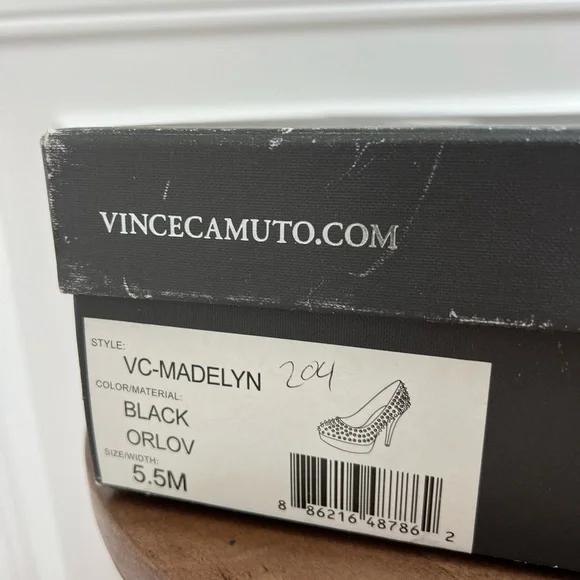 VINCECAMUTO.COM
STYLE:
VC-MADELYN 204
COLOR/MATERIAL:
BLACK
ORLOV
SIZE/WIDTH:
5.5M
8 86216 48786 2